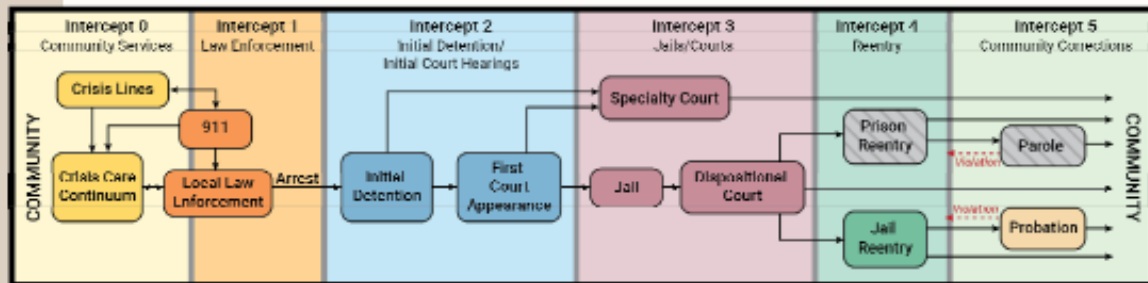 Intercept 0
Community Services
Intercept 1
Law Enforcement
Intercept 2
Initial Detention/
Initial Court Hearings
Intercept 3
Jails/Courts
Intercept 4
Reentry
Intercept 5
Community Corrections
COMMUNITY
Crisis Lines
911
Crisis Care
Continuum
Local Law
Enforcement
Arrest
Initial
Detention
First
Court
Appearance
Specialty Court
Jail
Dispositional
Court
Prison
Reentry
Violation
Parole
Jail
Reentry
Violation
Probation
COMMUNITY